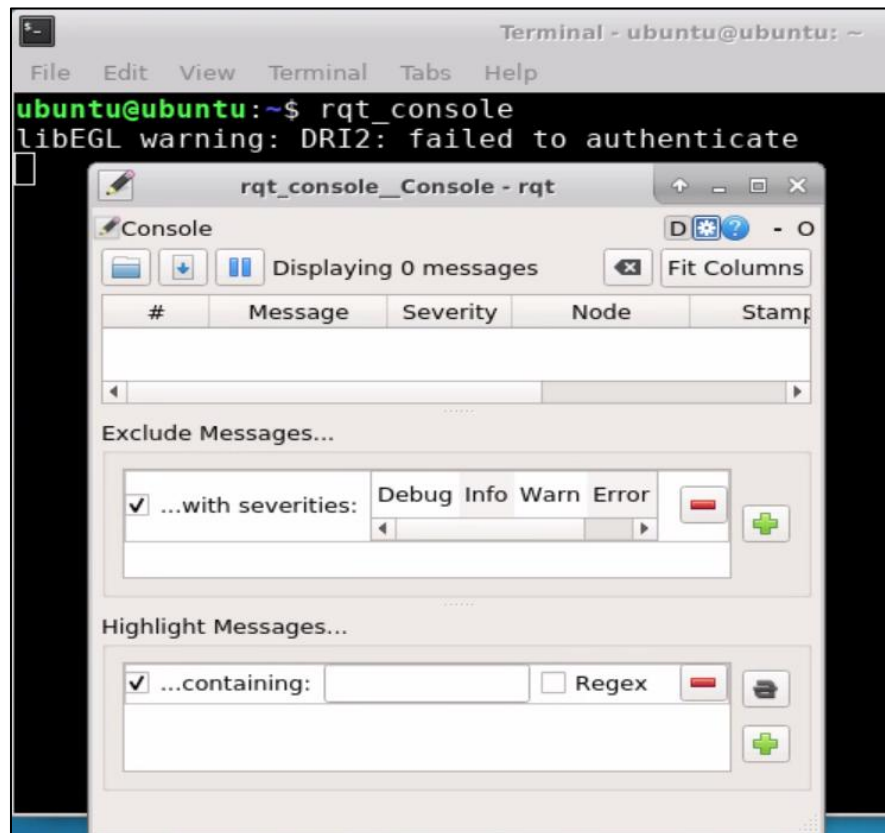 Terminal - ubuntu@ubuntu: ~
File Edit View Terminal Tabs Help
ubuntu@ubuntu:~$ rqt_console
libEGL warning: DRI2: failed to authenticate
rqt_console__Console - rqt
Console D ? - O
Displaying 0 messages Fit Columns
# Message Severity Node Stamp
Exclude Messages...
...with severities: Debug Info Warn Error
Highlight Messages...
...containing: Regex
a